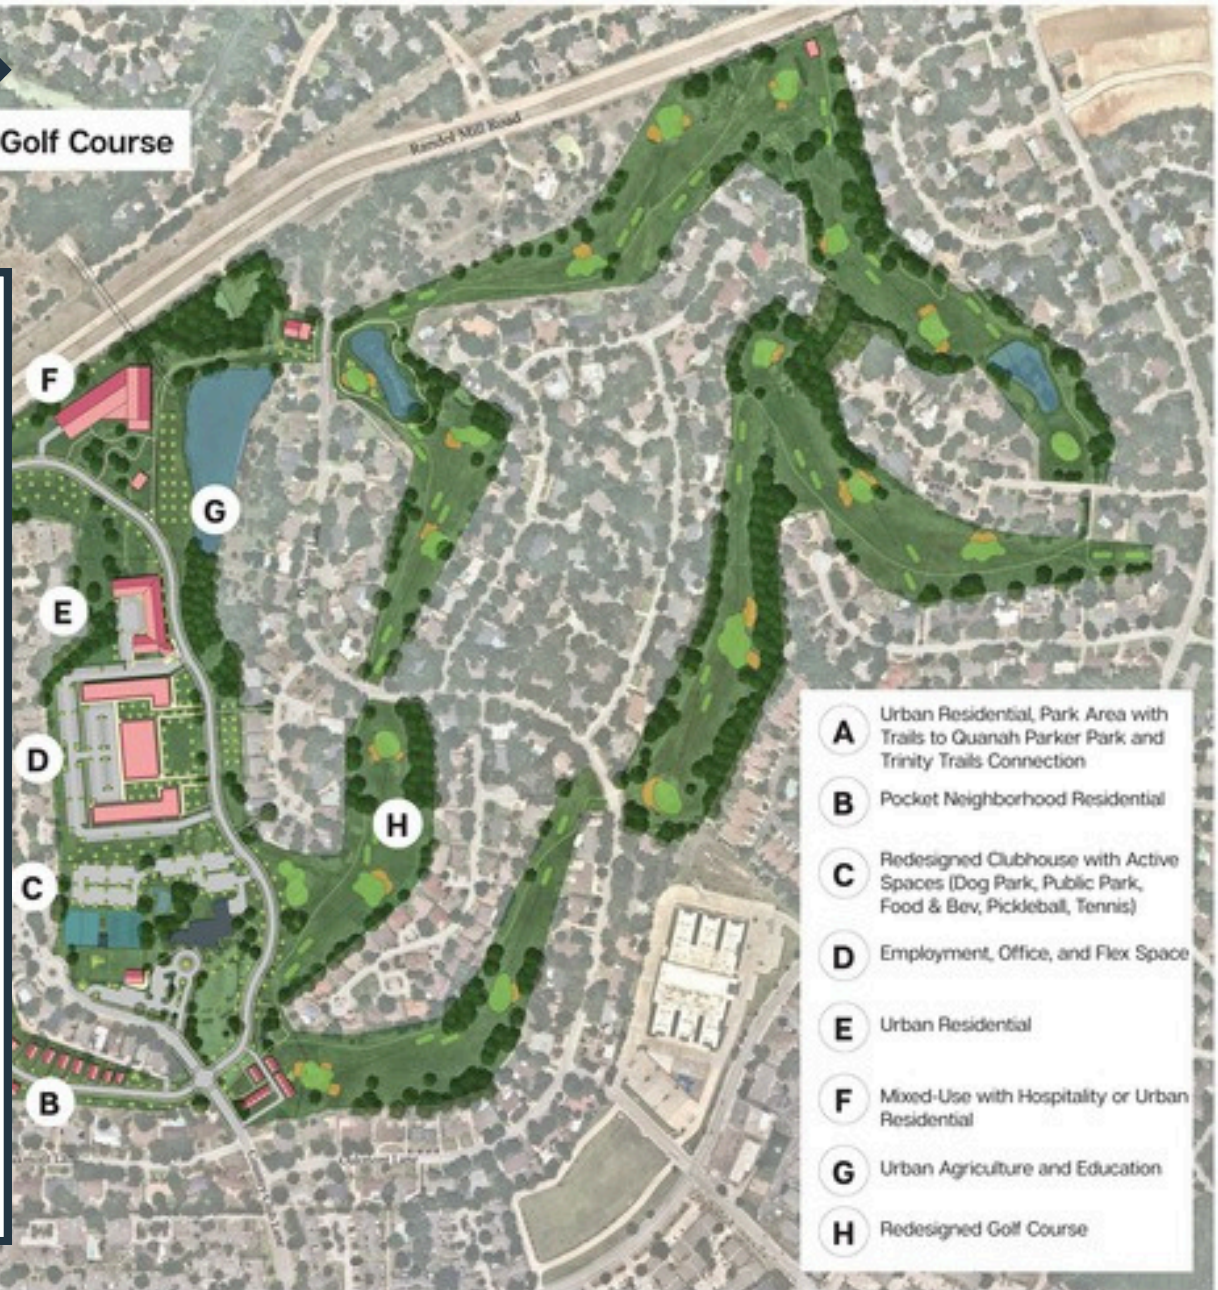 Golf Course
Mill Road
F
G
E
D
H
C
B
A
Urban Residential, Park Area with
Trails to Quanah Parker Park and
Trinity Trails Connection
B
Pocket Neighborhood Residential
C
Redesigned Clubhouse with Active
Spaces (Dog Park, Public Park,
Food & Bev, Pickleball, Tennis)
D
Employment, Office, and Flex Space
E
Urban Residential
F
Mixed-Use with Hospitality or Urban
Residential
G
Urban Agriculture and Education
H
Redesigned Golf Course